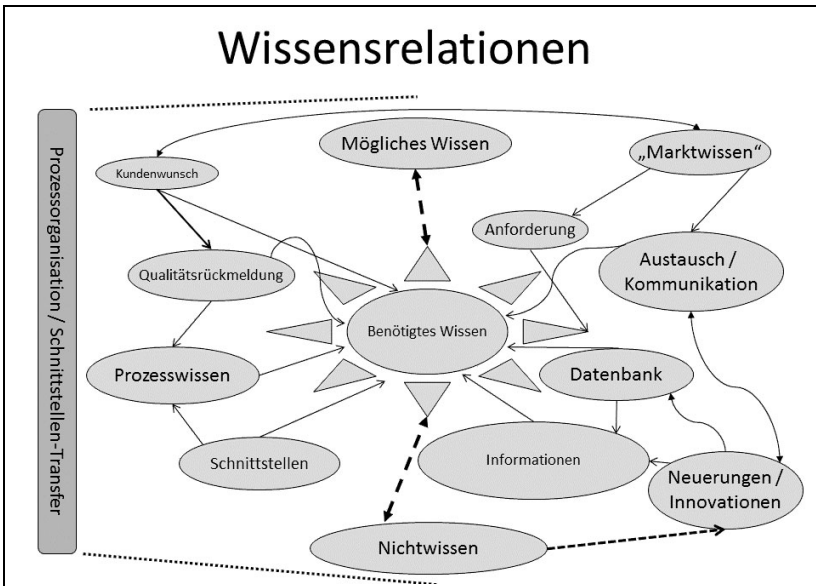 Wissensrelationen
Prozessorganisation / Schnittstellen-Transfer
Mögliches Wissen
„Marktwissen“
Kundenwunsch
Anforderung
Qualitätsrückmeldung
Austausch /
Kommunikation
Benötigtes Wissen
Prozesswissen
Datenbank
Schnittstellen
Informationen
Neuerungen /
Innovationen
Nichtwissen